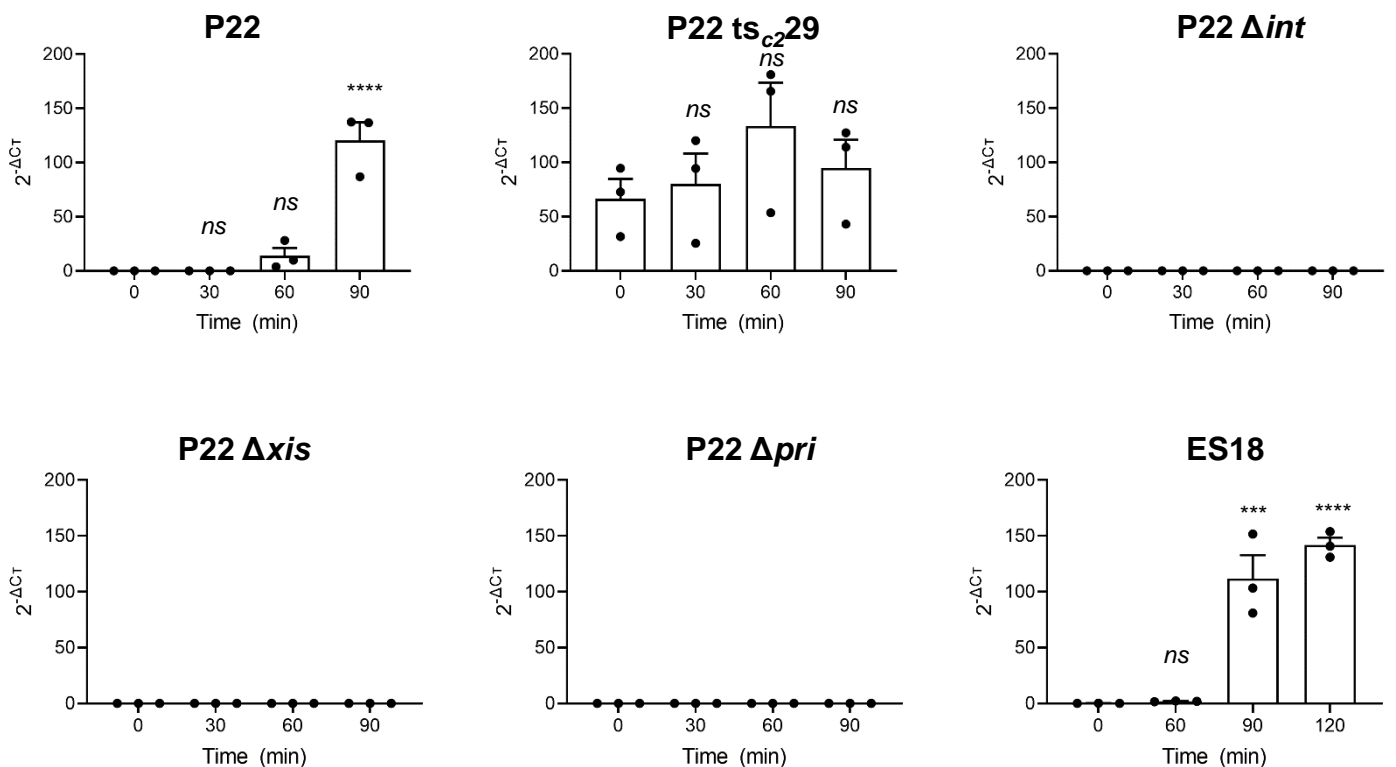 P22
200
150
100
50
0
2^-ΔCT
ns
ns
****
0 30 60 90
Time (min)
P22 ts_c2 29
200
150
100
50
0
2^-ΔCT
ns
ns
ns
0 30 60 90
Time (min)
P22 Δint
200
150
100
50
0
2^-ΔCT
0 30 60 90
Time (min)
P22 Δxis
200
150
100
50
0
2^-ΔCT
0 30 60 90
Time (min)
P22 Δpri
200
150
100
50
0
2^-ΔCT
0 30 60 90
Time (min)
ES18
200
150
100
50
0
2^-ΔCT
ns
***
****
0 60 90 120
Time (min)